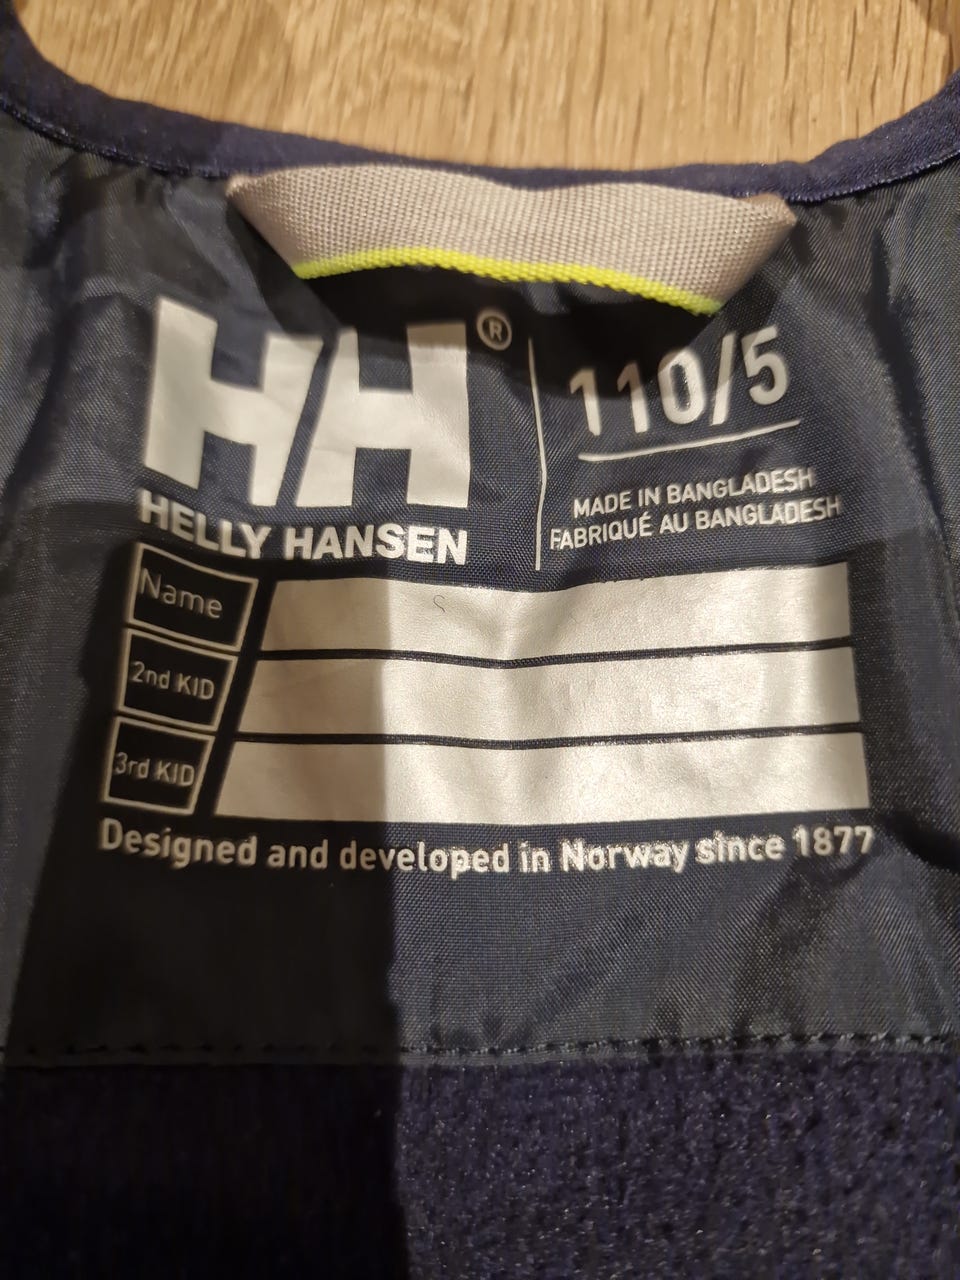 HH®
HELLY HANSEN
110/5
MADE IN BANGLADESH
FABRIQUÉ AU BANGLADESH
Name
2nd KID
3rd KID
Designed and developed in Norway since 1877